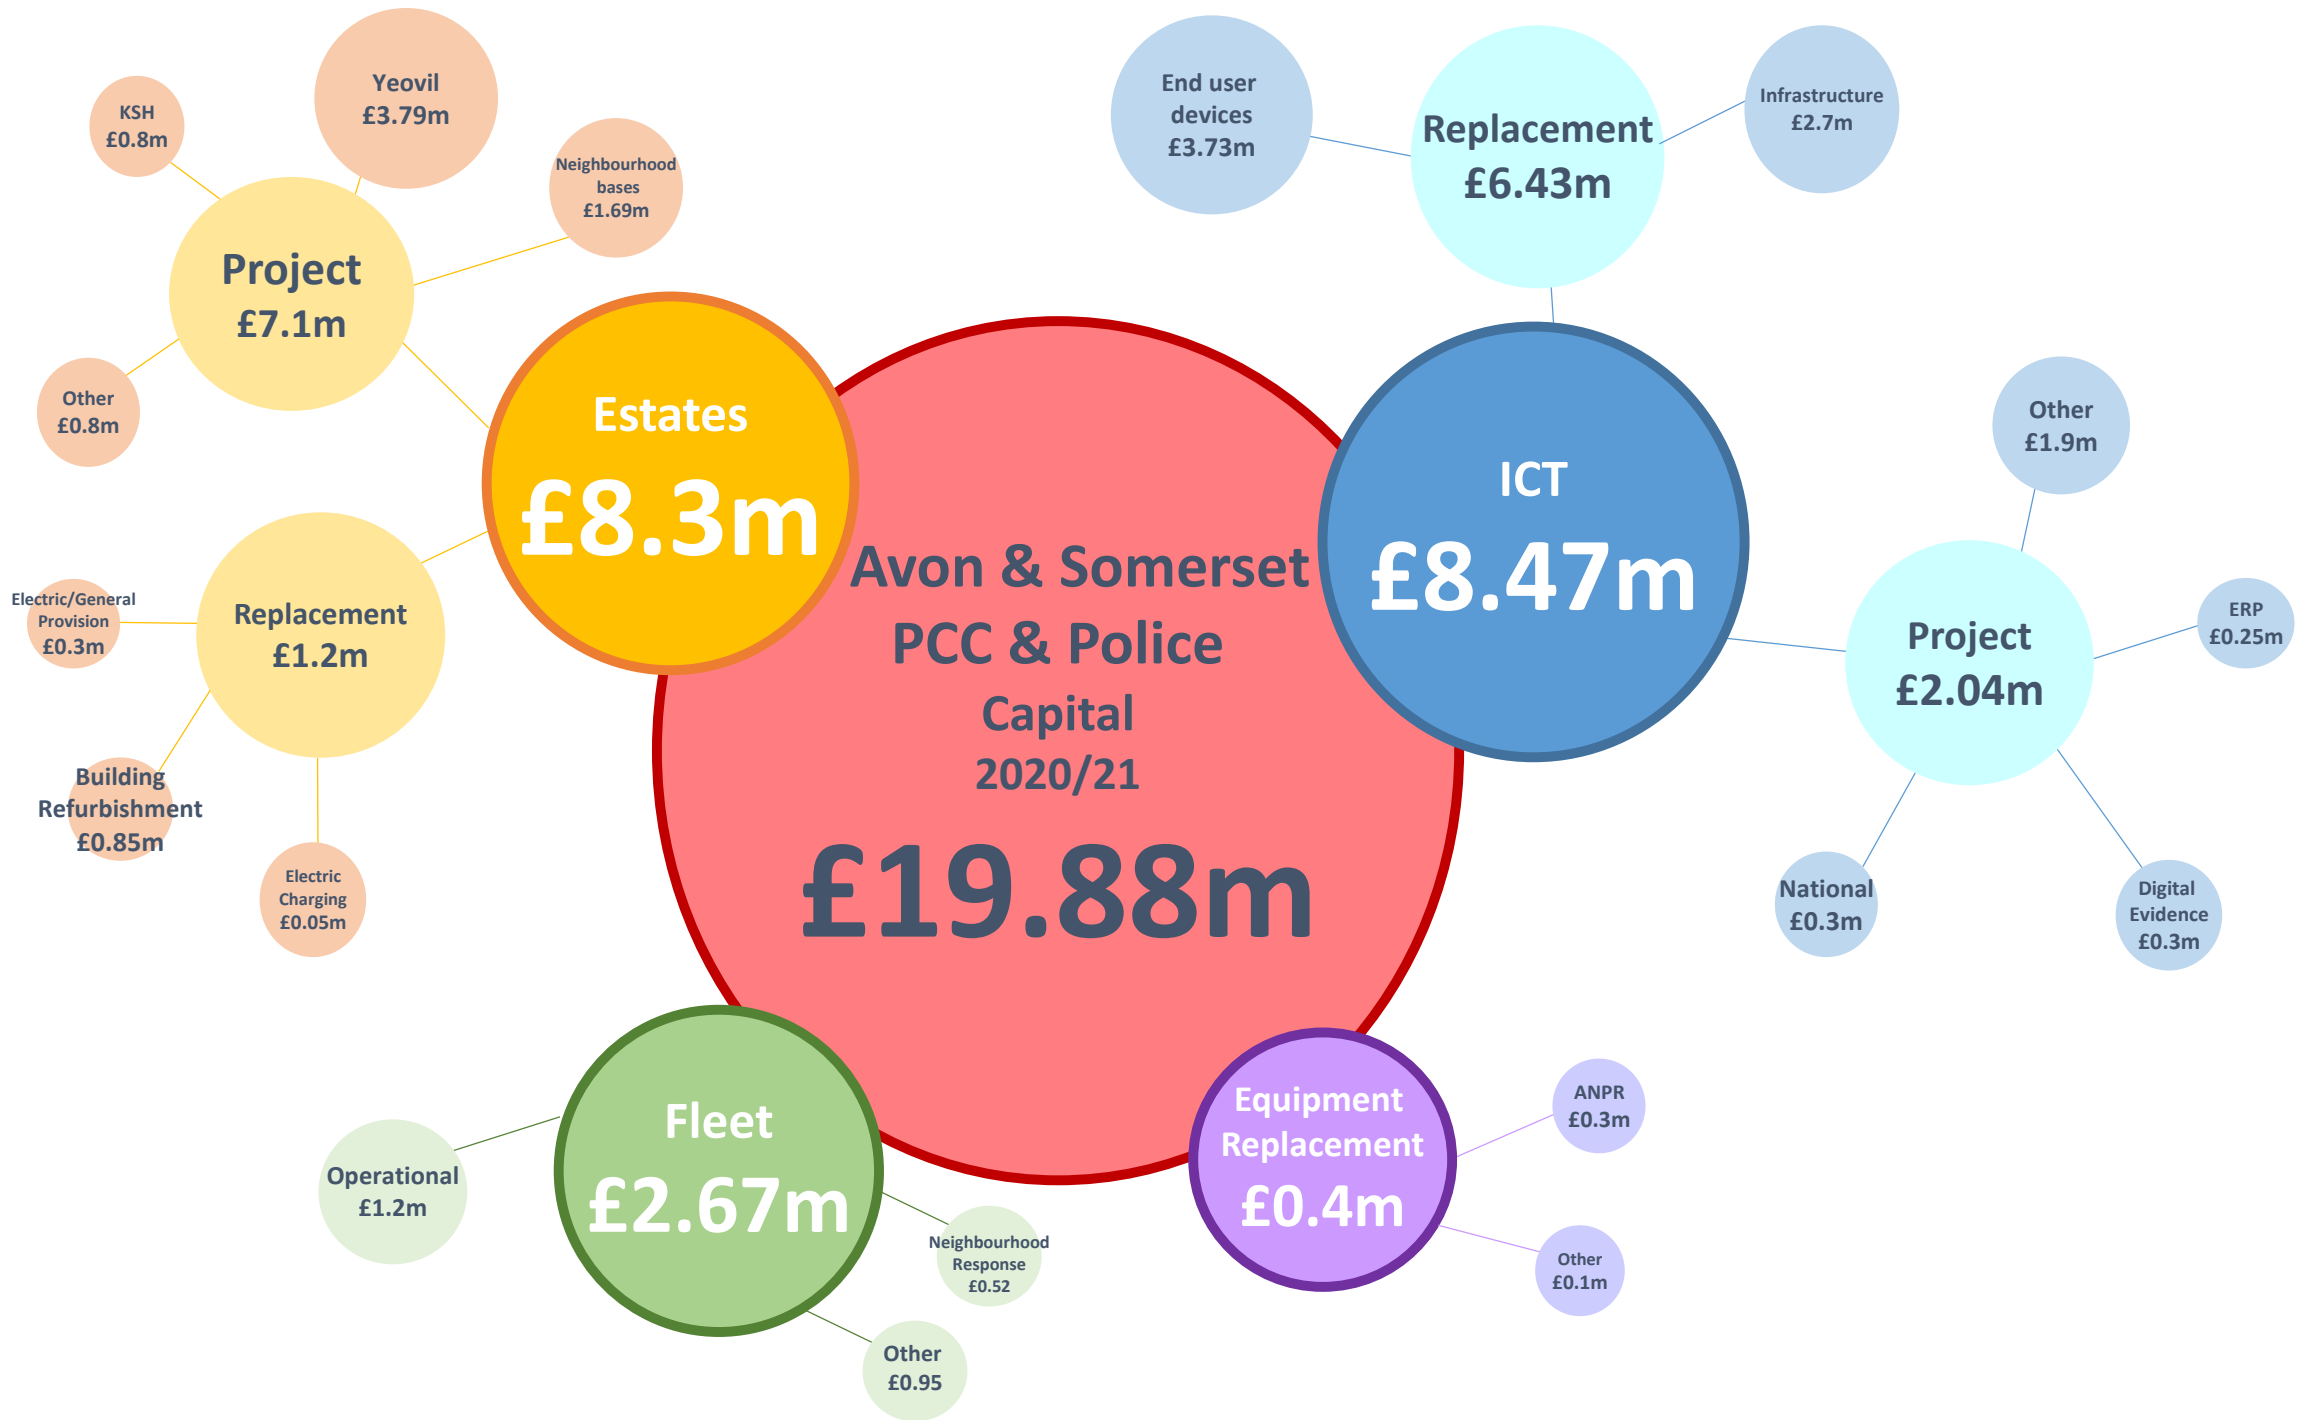 Avon & Somerset
PCC & Police
Capital
2020/21
£19.88m
Estates
£8.3m
Project
£7.1m
KSH
£0.8m
Yeovil
£3.79m
Neighbourhood
bases
£1.69m
Other
£0.8m
Replacement
£1.2m
Electric/General
Provision
£0.3m
Building
Refurbishment
£0.85m
Electric
Charging
£0.05m
ICT
£8.47m
Replacement
£6.43m
End user
devices
£3.73m
Infrastructure
£2.7m
Project
£2.04m
Other
£1.9m
ERP
£0.25m
National
£0.3m
Digital
Evidence
£0.3m
Fleet
£2.67m
Operational
£1.2m
Neighbourhood
Response
£0.52
Other
£0.95
Equipment
Replacement
£0.4m
ANPR
£0.3m
Other
£0.1m